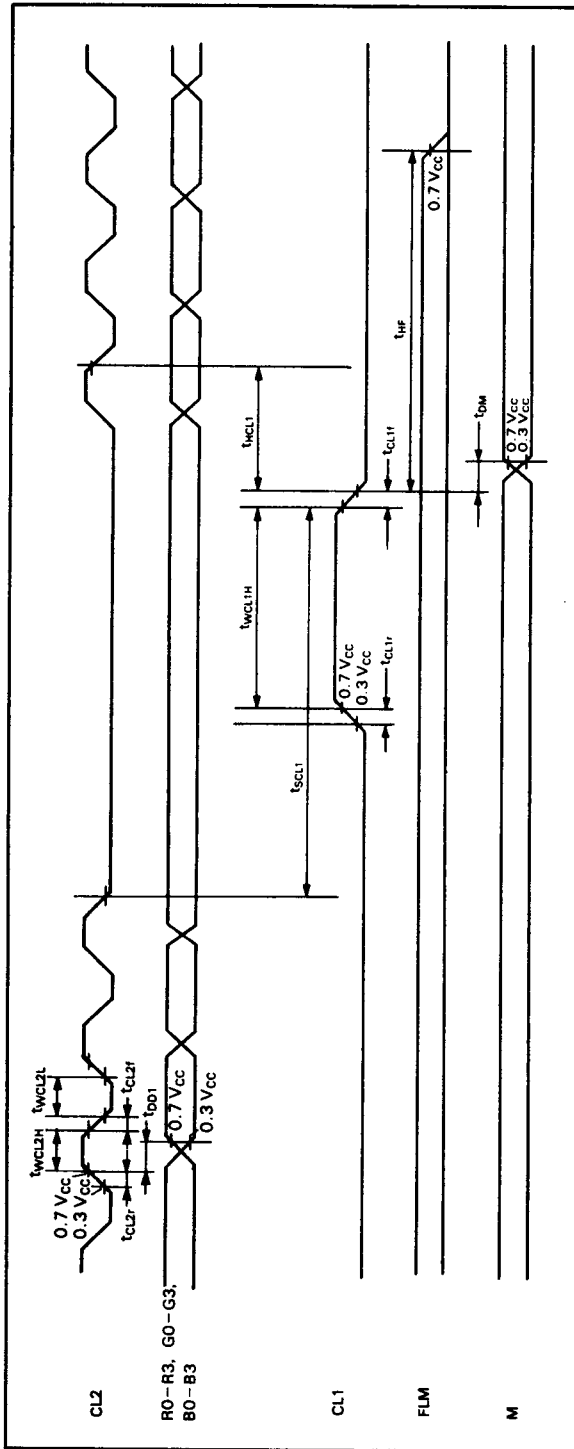 CL2
0.7 VCC
0.3 VCC
tCL2r
tWCL2H
tWCL2L
tCL2f
tDD1
R0–R3, G0–G3,
B0–B3
0.7 VCC
0.3 VCC
CL1
tSCL1
tWCL1H
tHCL1
0.7 VCC
0.3 VCC
tCL1r
tCL1f
FLM
tHF
0.7 VCC
M
tDM
0.7 VCC
0.3 VCC